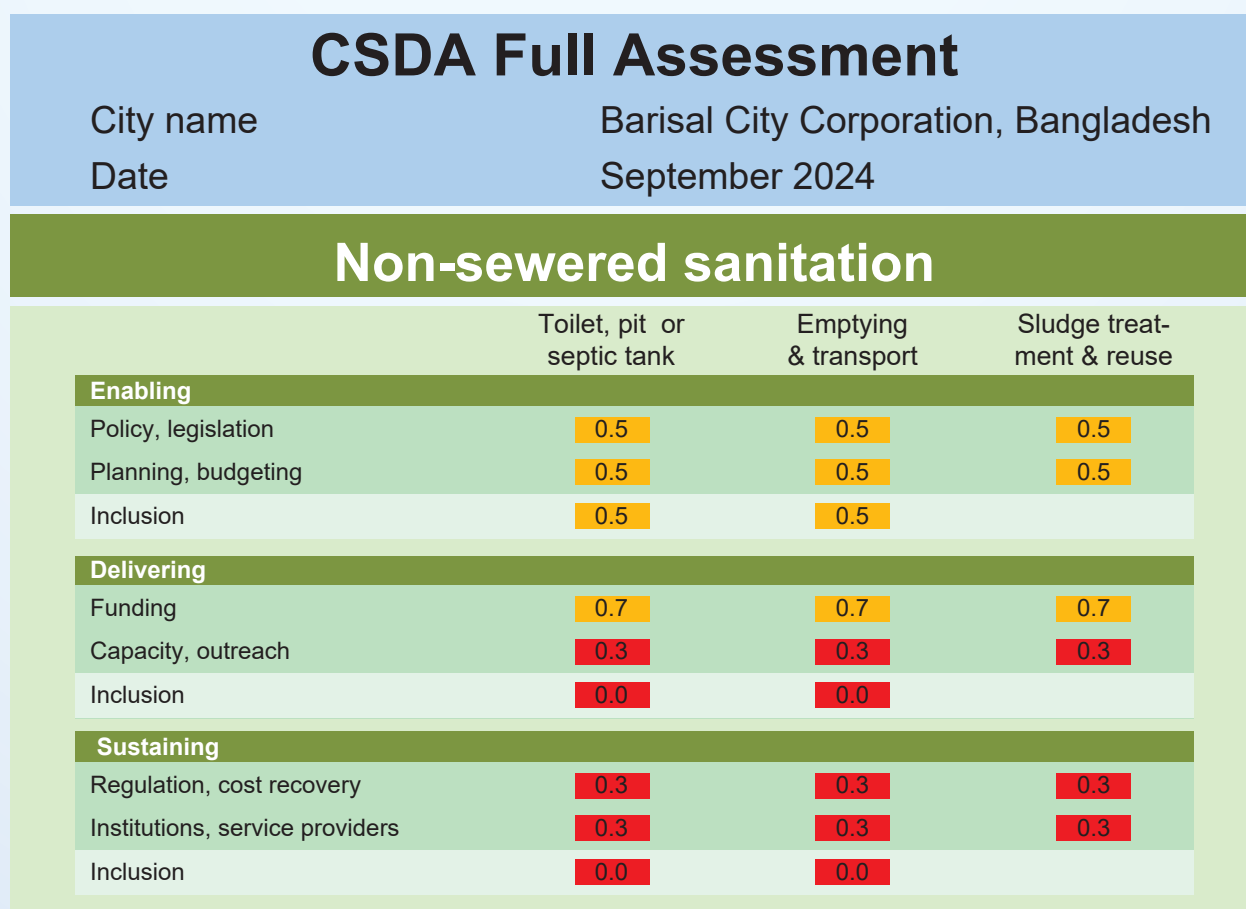 CSDA Full Assessment
City name Barisal City Corporation, Bangladesh
Date September 2024
Non-sewered sanitation
Toilet, pit or Emptying Sludge treat-
septic tank & transport ment & reuse
Enabling
Policy, legislation 0.5 0.5 0.5
Planning, budgeting 0.5 0.5 0.5
Inclusion 0.5 0.5
Delivering
Funding 0.7 0.7 0.7
Capacity, outreach 0.3 0.3 0.3
Inclusion 0.0 0.0
Sustaining
Regulation, cost recovery 0.3 0.3 0.3
Institutions, service providers 0.3 0.3 0.3
Inclusion 0.0 0.0